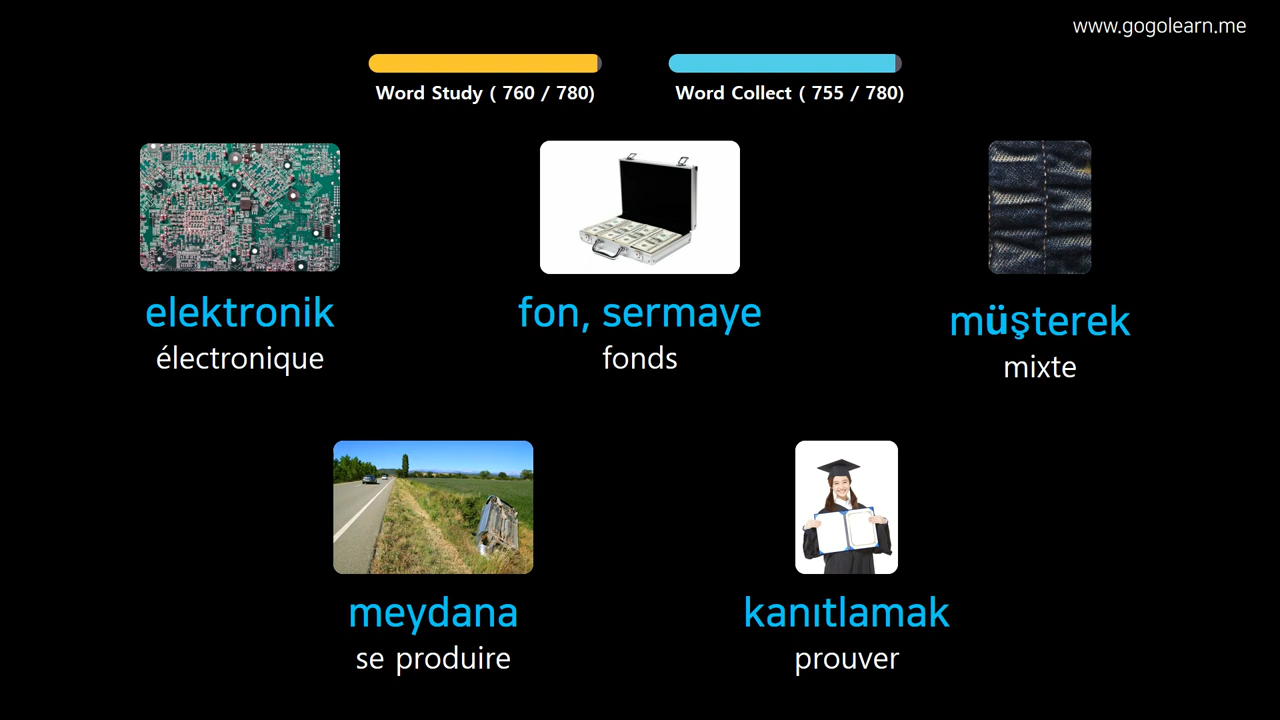 www.gogolearn.me
Word Study ( 760 / 780)
Word Collect ( 755 / 780)
elektronik
électronique
fon, sermaye
fonds
müşterek
mixte
meydana
se produire
kanıtlamak
prouver